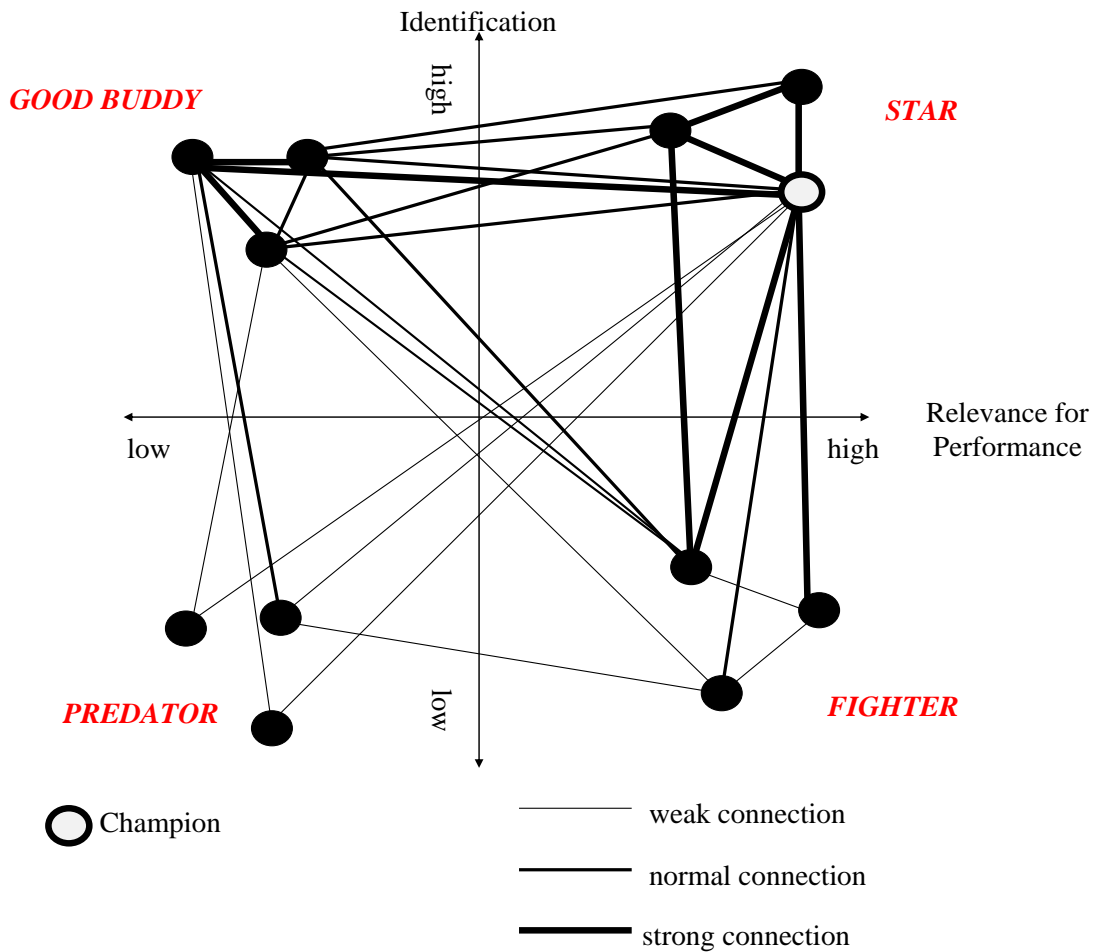 Identification
high
GOOD BUDDY
STAR
low
high
Relevance for
Performance
low
PREDATOR
FIGHTER
Champion
weak connection
normal connection
strong connection